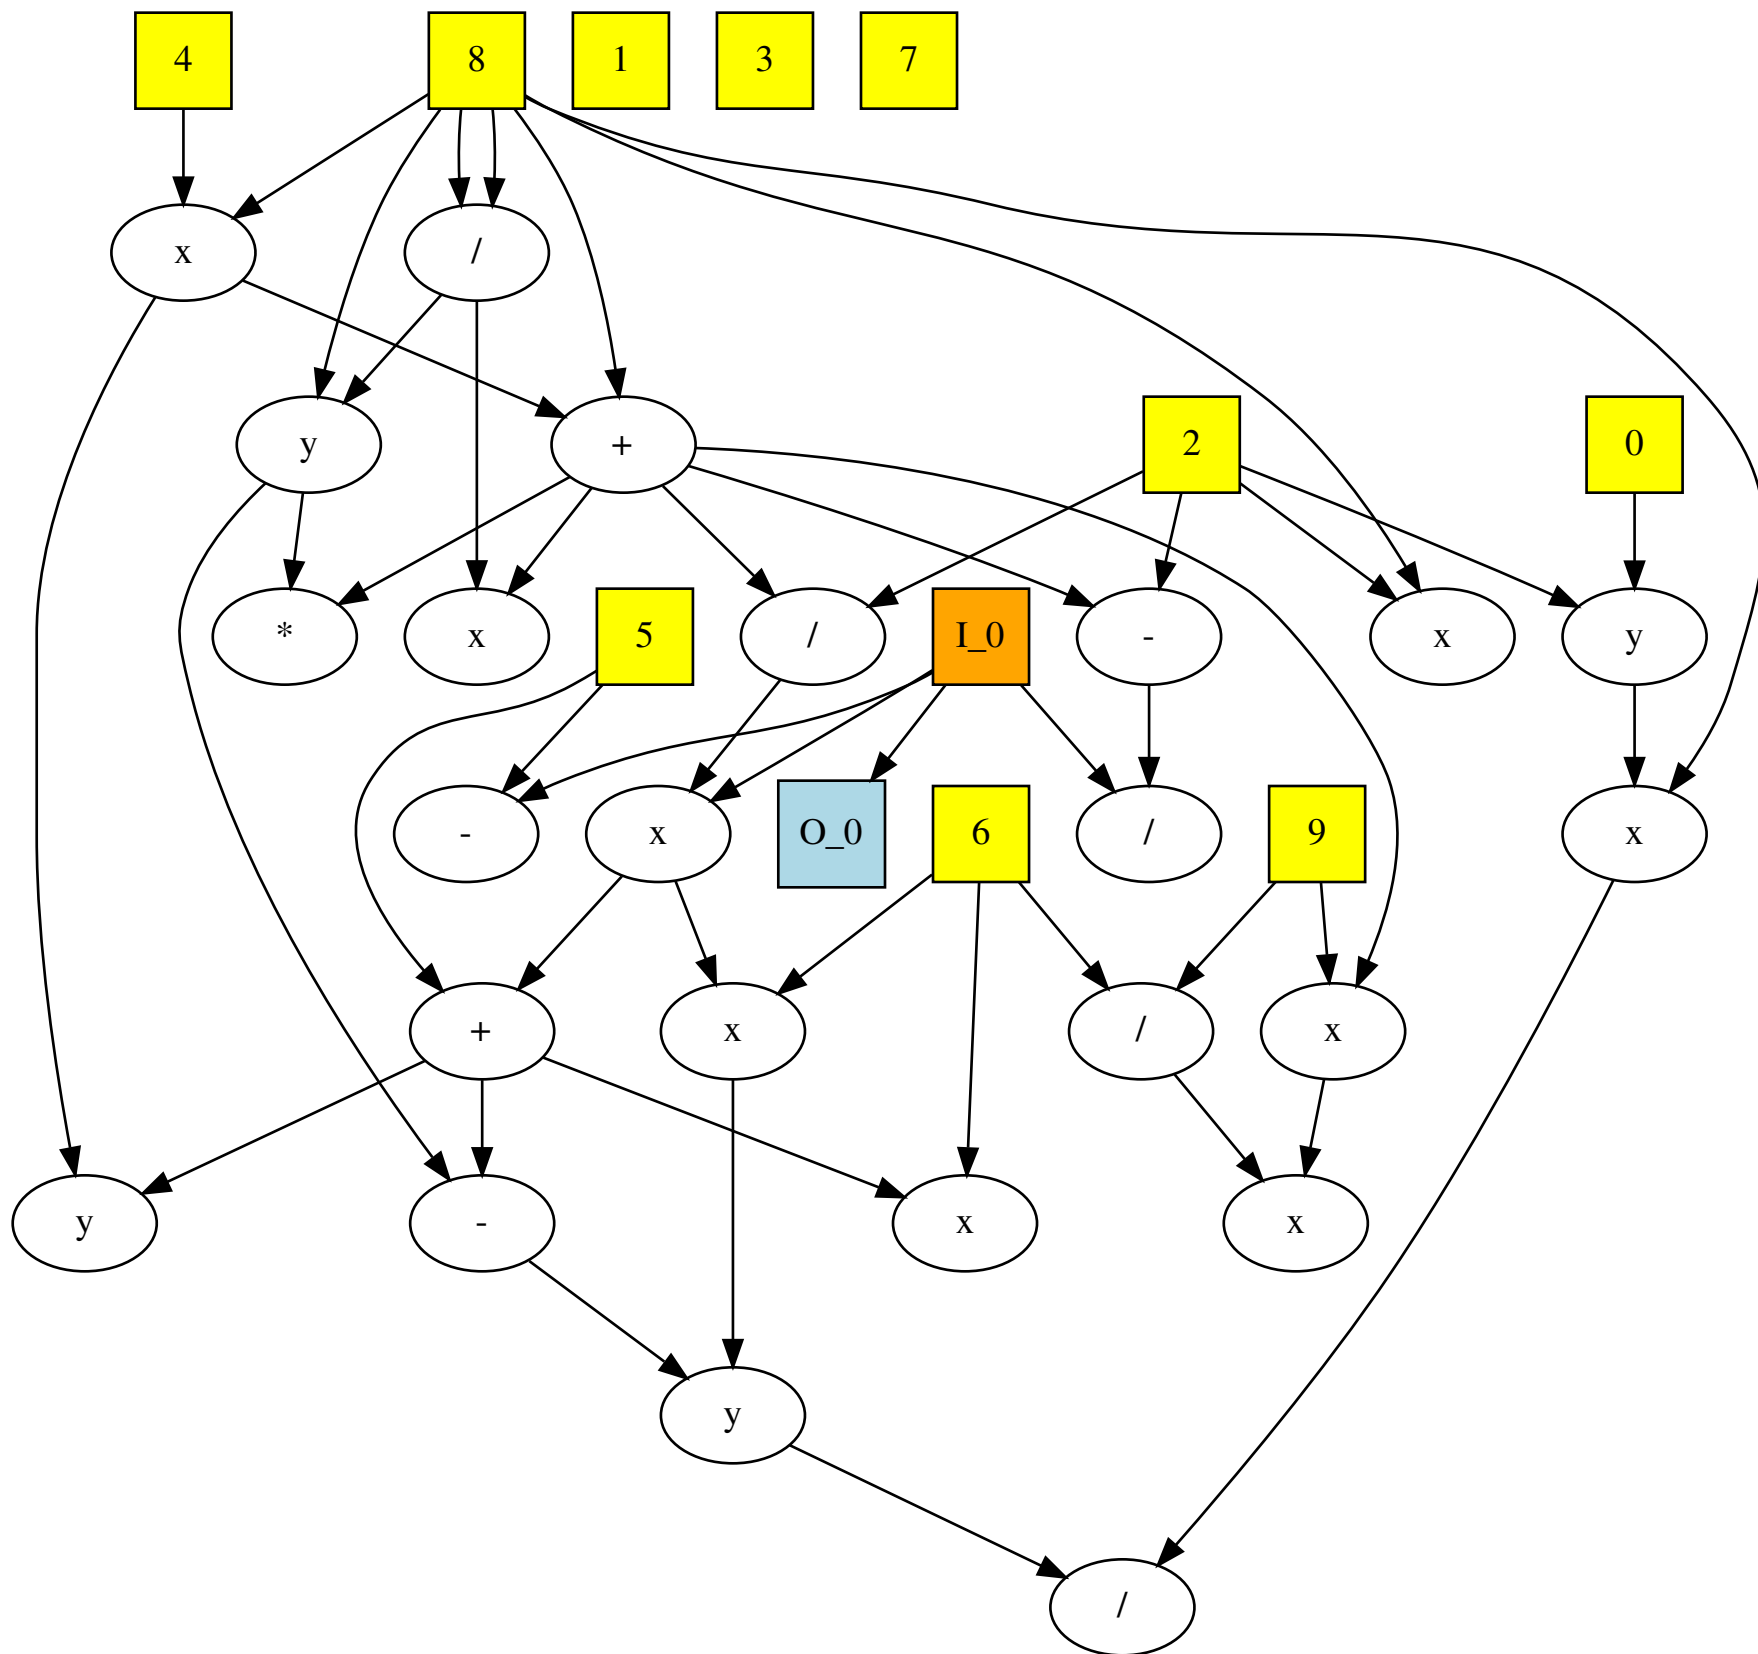 4 8 1 3 7
x /
y + 2 0
* x 5 / I_0 - x y
- x O_0 6 / 9 x
+ x / x
y - x x
y
/